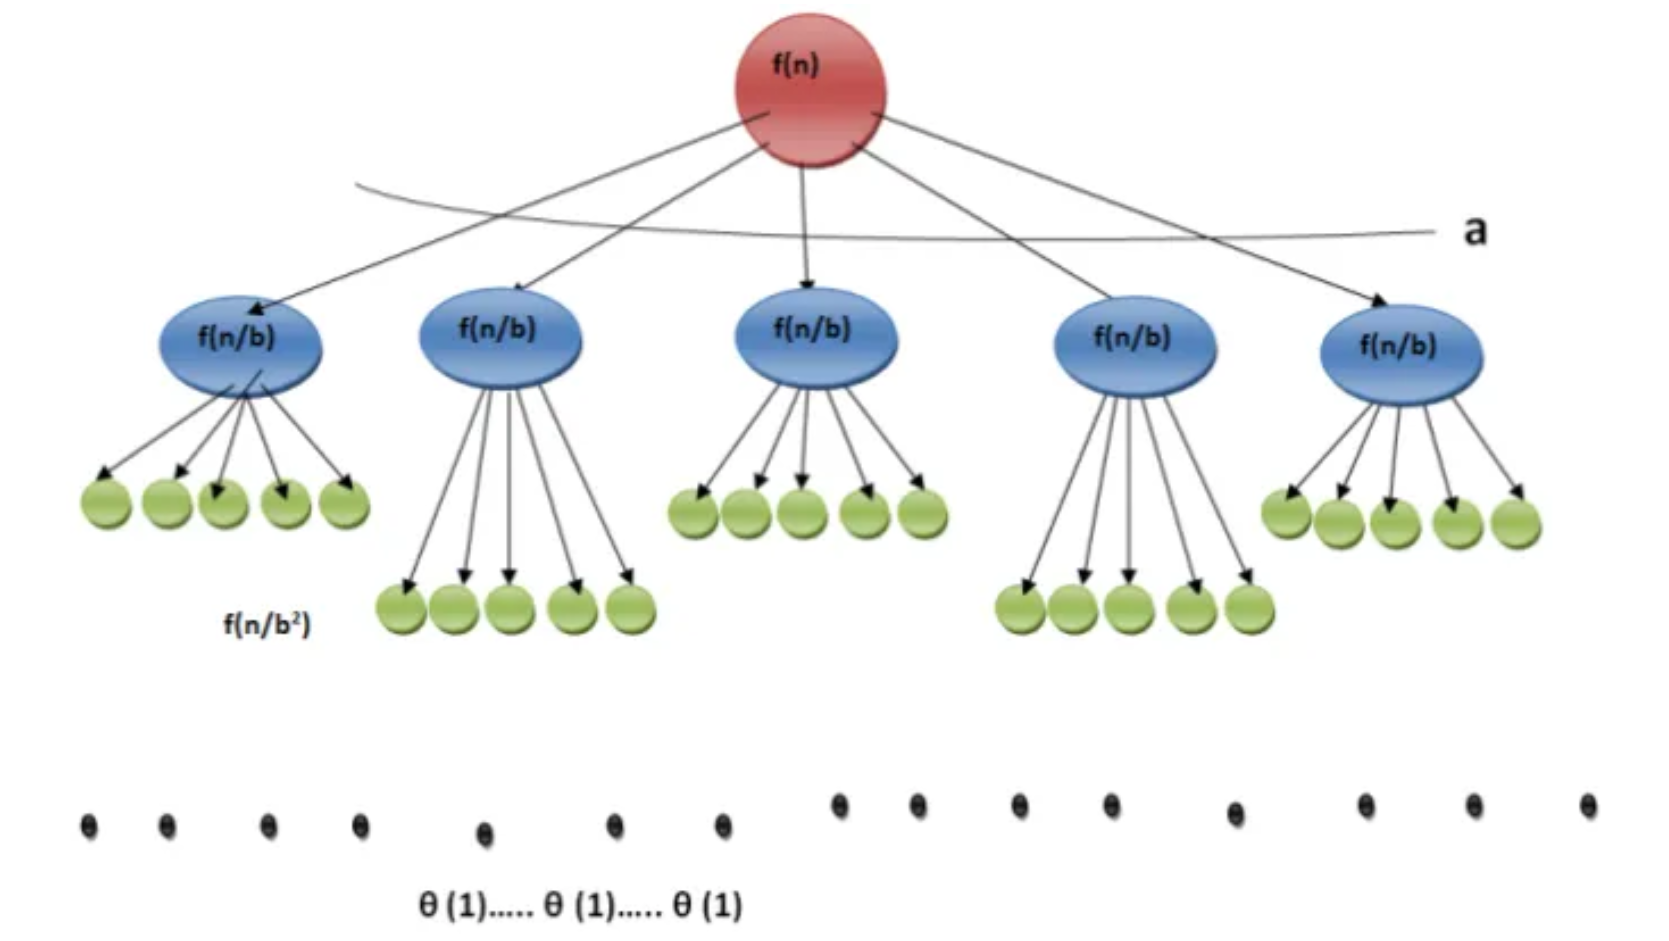 f(n)
a
f(n/b) f(n/b) f(n/b) f(n/b) f(n/b)
f(n/b²)
θ θ θ θ θ θ θ θ θ θ θ θ θ θ θ
θ (1)..... θ (1)..... θ (1)